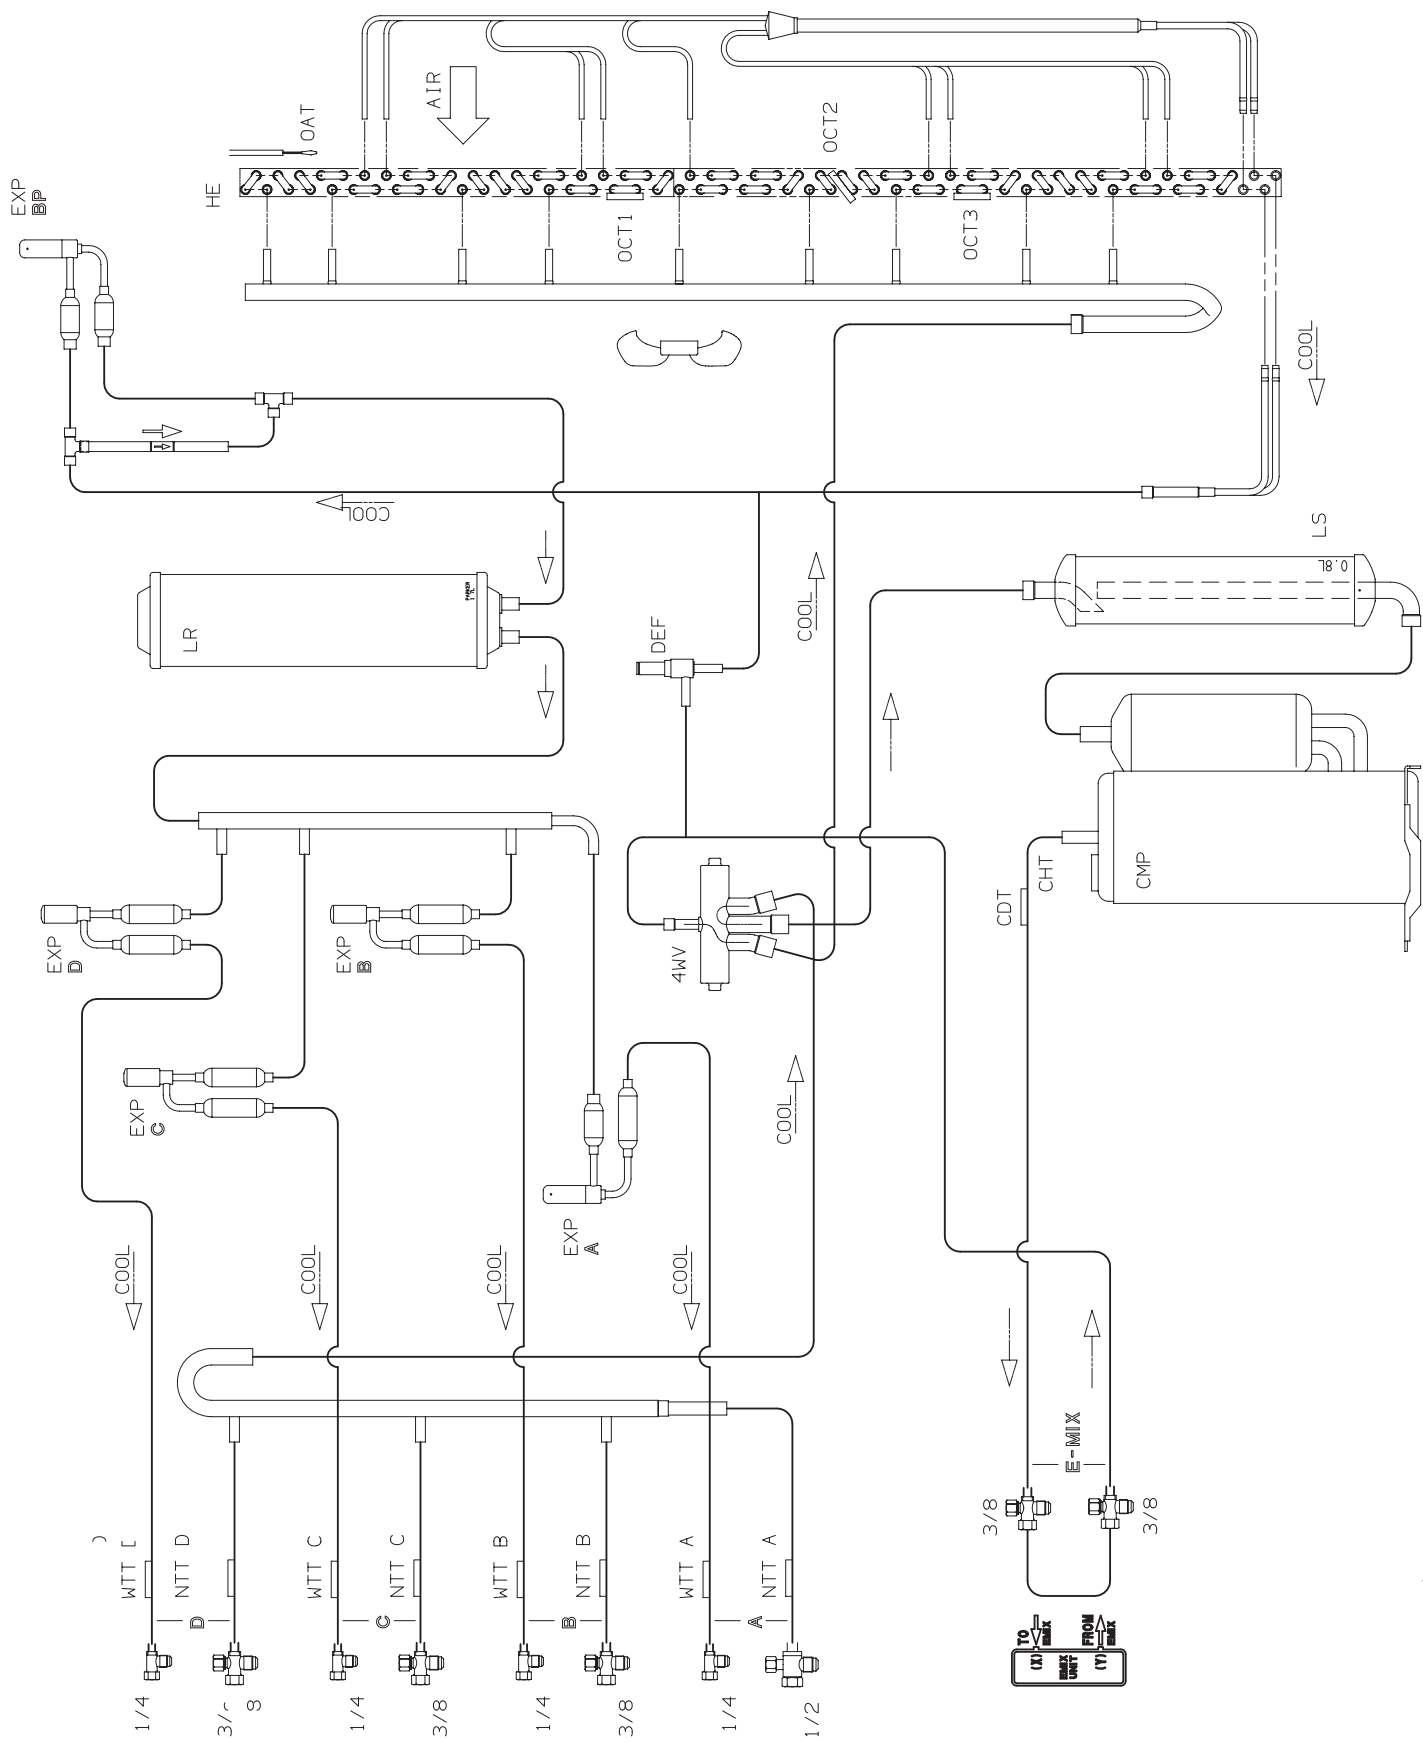 EXP
BP
HE
OAT
AIR
OCT1
OCT2
OCT3
COOL
COOL
LS
0.8L
PARKER
LR
DEF
COOL
CHT
CMP
CDT
4WV
EXP
D
EXP
B
EXP
C
EXP
A
COOL
COOL
COOL
COOL
COOL
E-MIX
WTT
NTT D
WTT C
NTT C
WTT B
NTT B
WTT A
NTT A
D
C
B
A
3/8
3/8
TO
EMIX
FROM
EMIX
(X)
EMIX
UNIT
(Y)
1/4
1/4
3/8
1/4
3/8
1/4
1/2